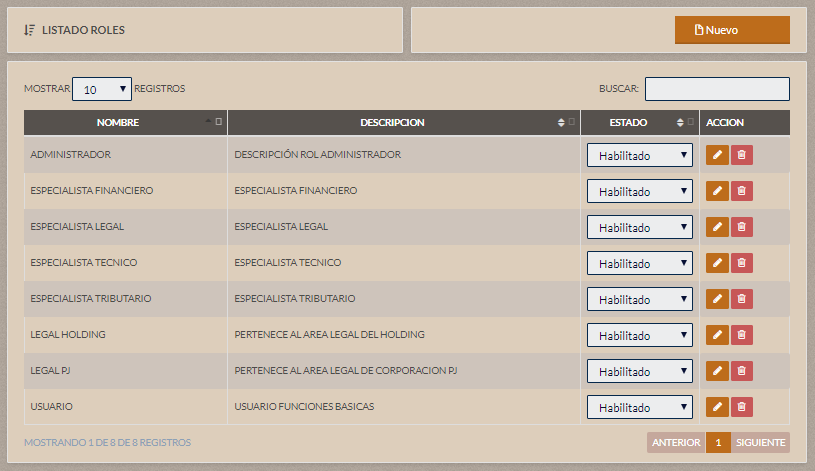 LISTADO ROLES
Nuevo
MOSTRAR 10 REGISTROS
BUSCAR:
NOMBRE DESCRIPCION ESTADO ACCION
ADMINISTRADOR DESCRIPCIÓN ROL ADMINISTRADOR Habilitado
ESPECIALISTA FINANCIERO ESPECIALISTA FINANCIERO Habilitado
ESPECIALISTA LEGAL ESPECIALISTA LEGAL Habilitado
ESPECIALISTA TECNICO ESPECIALISTA TECNICO Habilitado
ESPECIALISTA TRIBUTARIO ESPECIALISTA TRIBUTARIO Habilitado
LEGAL HOLDING PERTENECE AL AREA LEGAL DEL HOLDING Habilitado
LEGAL PJ PERTENECE AL AREA LEGAL DE CORPORACION PJ Habilitado
USUARIO USUARIO FUNCIONES BASICAS Habilitado
MOSTRANDO 1 DE 8 DE 8 REGISTROS
ANTERIOR 1 SIGUIENTE